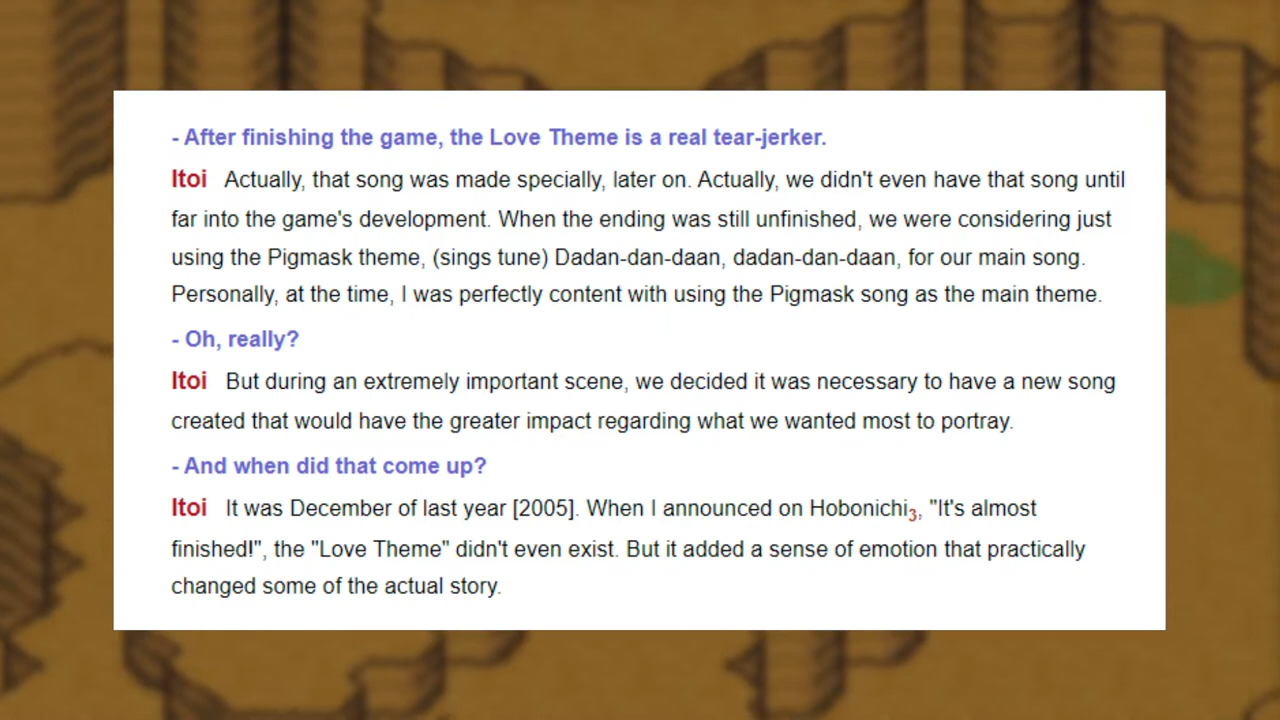 - After finishing the game, the Love Theme is a real tear-jerker.
Itoi Actually, that song was made specially, later on. Actually, we didn't even have that song until
far into the game's development. When the ending was still unfinished, we were considering just
using the Pigmask theme, (sings tune) Dadan-dan-daan, dadan-dan-daan, for our main song.
Personally, at the time, I was perfectly content with using the Pigmask song as the main theme.
- Oh, really?
Itoi But during an extremely important scene, we decided it was necessary to have a new song
created that would have the greater impact regarding what we wanted most to portray.
- And when did that come up?
Itoi It was December of last year [2005]. When I announced on Hobonichi3, "It's almost
finished!", the "Love Theme" didn't even exist. But it added a sense of emotion that practically
changed some of the actual story.